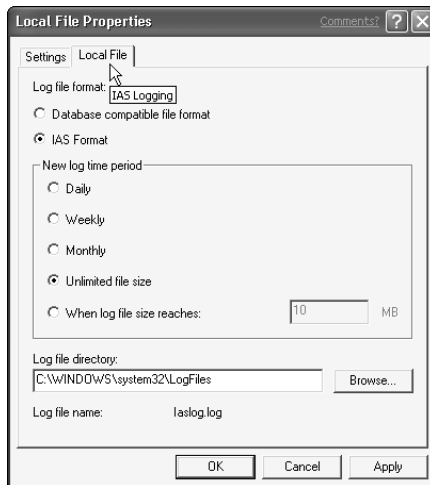 Local File Properties Comments? ? X
Settings Local File
Log file format:
IAS Logging
Database compatible file format
IAS Format
New log time period
Daily
Weekly
Monthly
Unlimited file size
When log file size reaches: 10 MB
Log file directory:
C:\WINDOWS\system32\LogFiles Browse...
Log file name: Iaslog.log
OK Cancel Apply